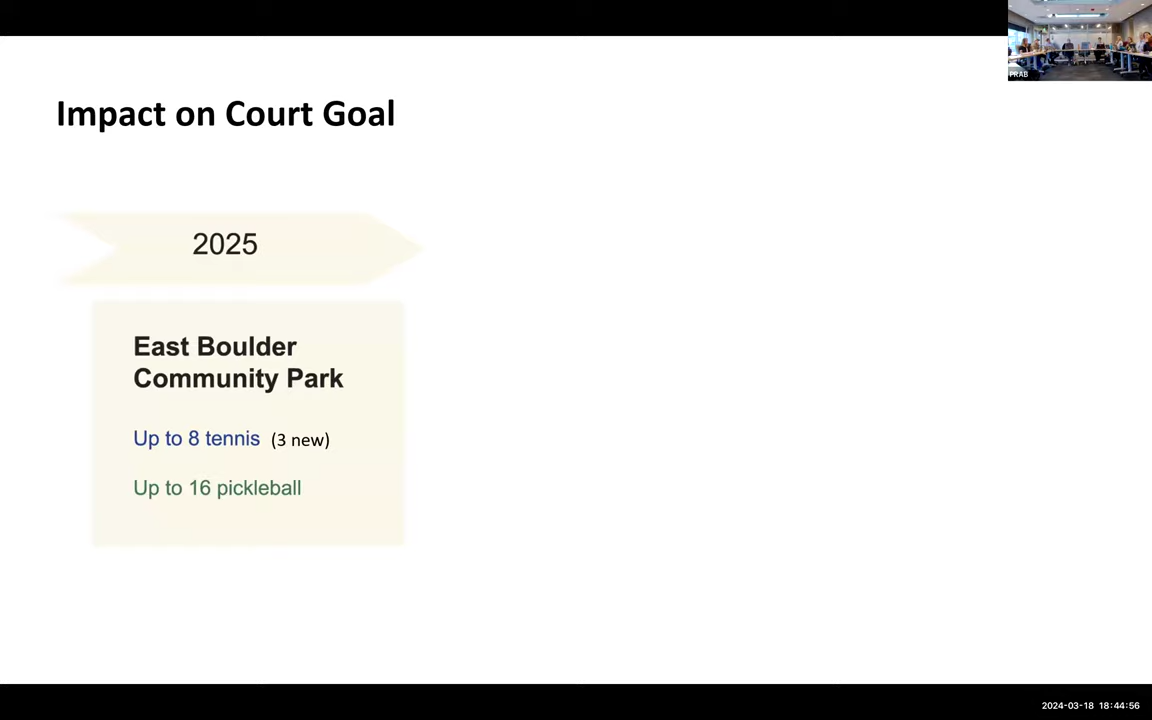 PRAB
Impact on Court Goal
2025
East Boulder
Community Park
Up to 8 tennis (3 new)
Up to 16 pickleball
2024-03-18 18:44:56